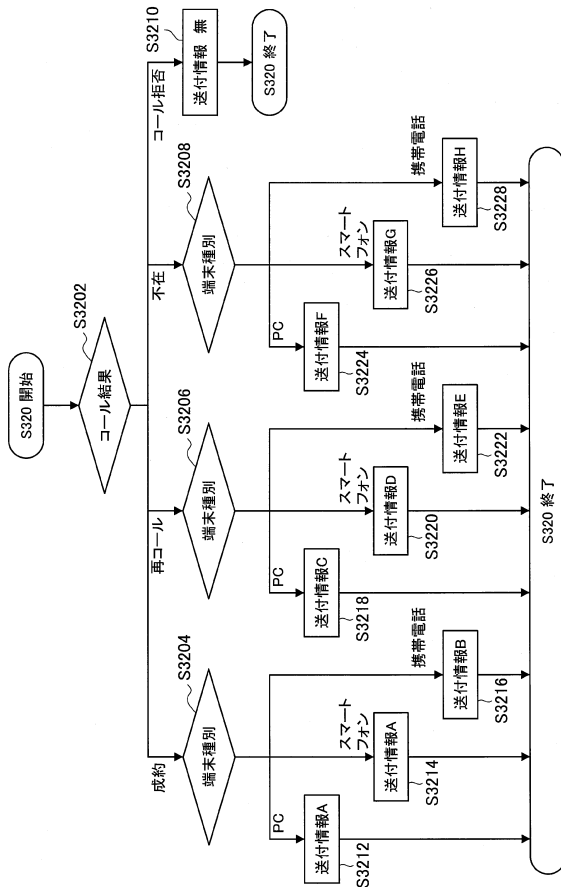 S320 開始
S3202
コール結果
成約
再コール
不在
コール拒否
S3204
端末種別
S3206
端末種別
S3208
端末種別
S3210
送付情報 無
S320 終了
PC
スマート
フォン
携帯電話
PC
スマート
フォン
携帯電話
PC
スマート
フォン
携帯電話
送付情報A
S3212
送付情報A
S3214
送付情報B
S3216
送付情報C
S3218
送付情報D
S3220
送付情報E
S3222
送付情報F
S3224
送付情報G
S3226
送付情報H
S3228
S320 終了